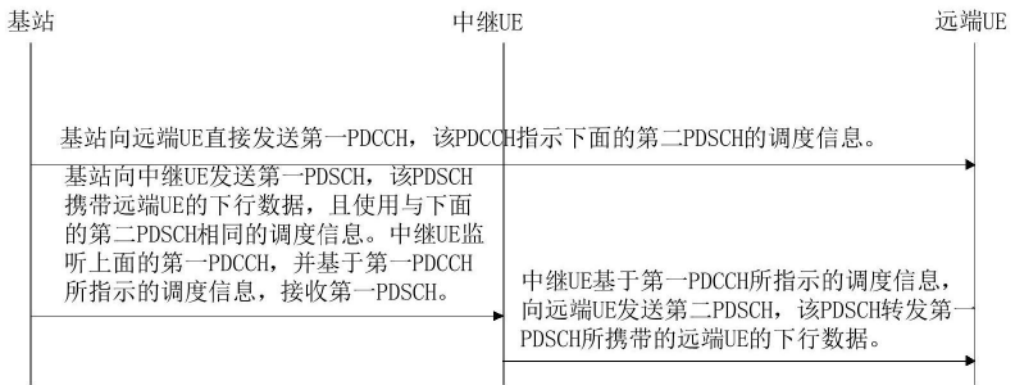 基站
中继UE
远端UE
基站向远端UE直接发送第一PDCCH，该PDCCH指示下面的第二PDSCH的调度信息。
基站向中继UE发送第一PDSCH，该PDSCH
携带远端UE的下行数据，且使用与下面
的第二PDSCH相同的调度信息。中继UE监
听上面的第一PDCCH，并基于第一PDCCH
所指示的调度信息，接收第一PDSCH。
中继UE基于第一PDCCH所指示的调度信息，
向远端UE发送第二PDSCH，该PDSCH转发第一
PDSCH所携带的远端UE的下行数据。